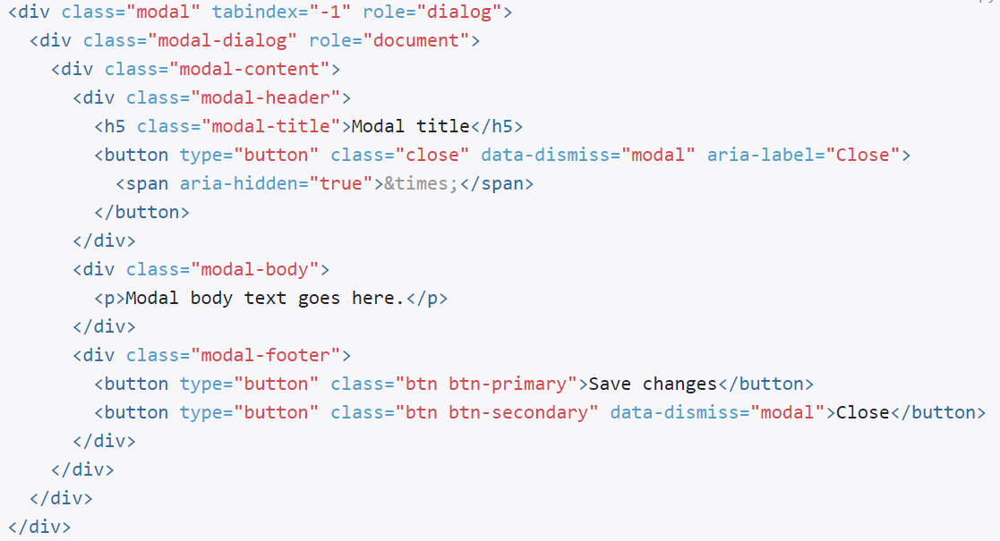 <div class="modal" tabindex="-1" role="dialog">
  <div class="modal-dialog" role="document">
    <div class="modal-content">
      <div class="modal-header">
        <h5 class="modal-title">Modal title</h5>
        <button type="button" class="close" data-dismiss="modal" aria-label="Close">
          <span aria-hidden="true">&times;</span>
        </button>
      </div>
      <div class="modal-body">
        <p>Modal body text goes here.</p>
      </div>
      <div class="modal-footer">
        <button type="button" class="btn btn-primary">Save changes</button>
        <button type="button" class="btn btn-secondary" data-dismiss="modal">Close</button>
      </div>
    </div>
  </div>
</div>